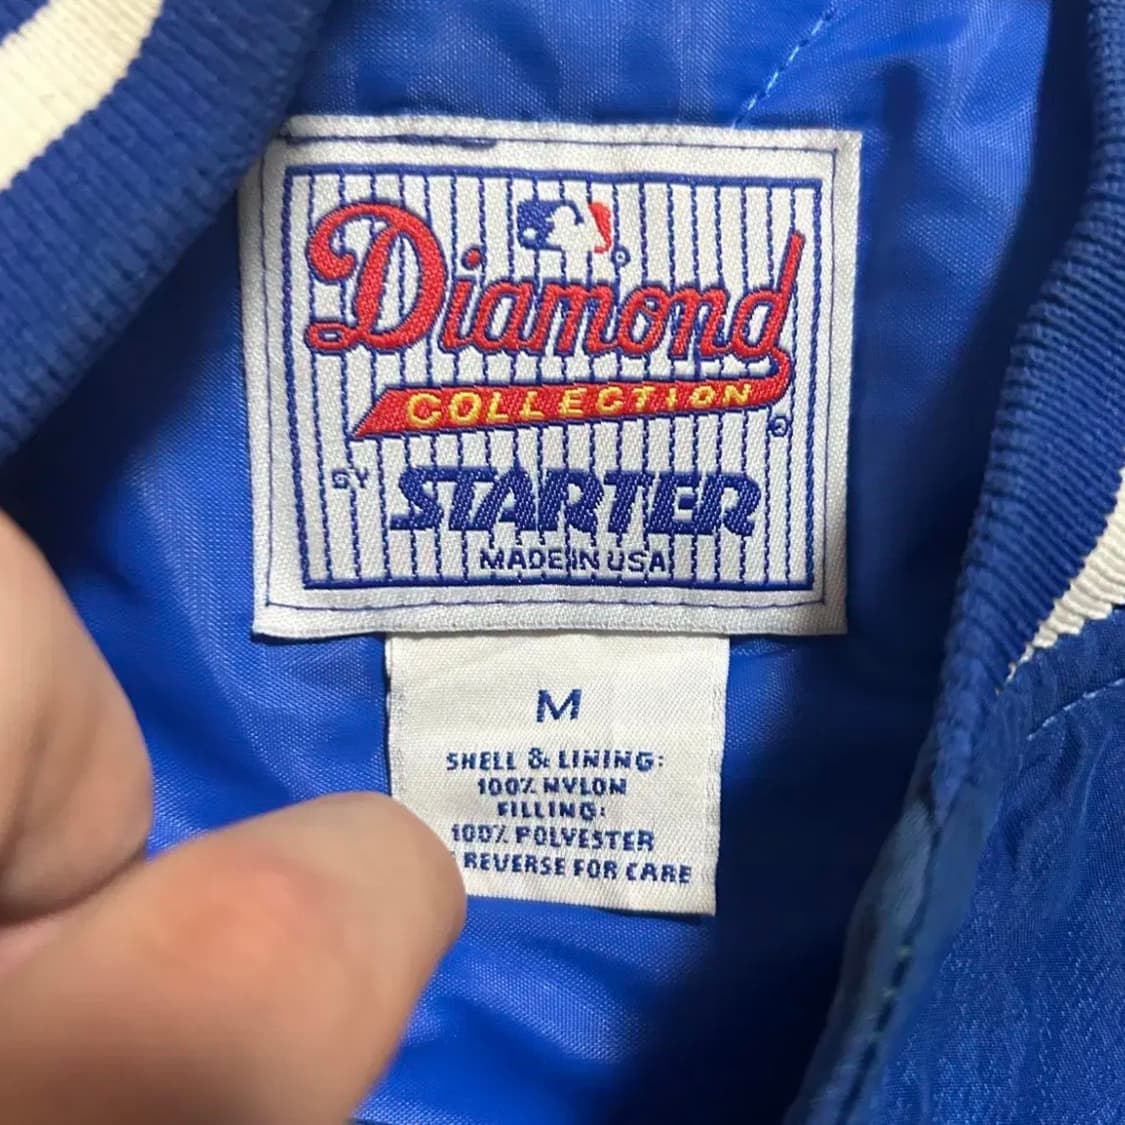 Diamond
COLLECTION
BY STARTER
MADE IN USA
M
SHELL & LINING:
100% NYLON
FILLING:
100% POLYESTER
REVERSE FOR CARE